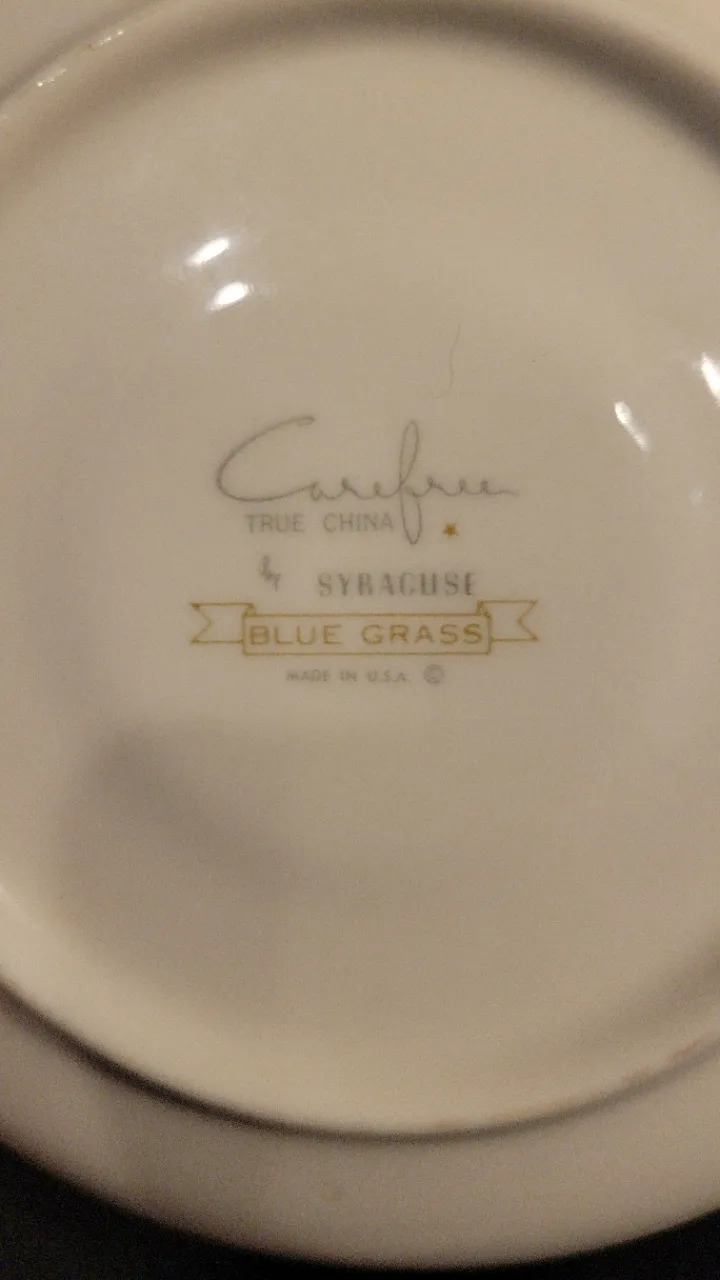 Carefree
TRUE CHINA
by SYRACUSE
BLUE GRASS
MADE IN U.S.A. ©